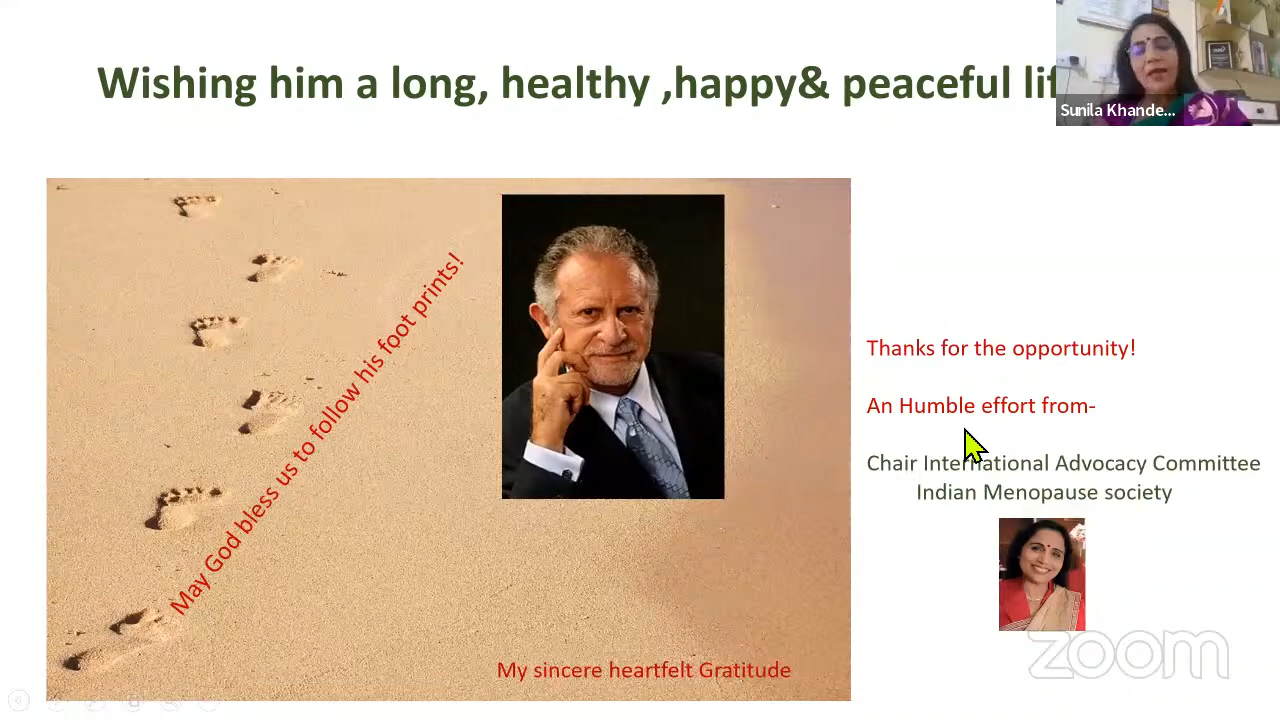 Wishing him a long, healthy ,happy& peaceful lif
Sunila Khande...
May God bless us to follow his foot prints!
Thanks for the opportunity!
An Humble effort from-
Chair International Advocacy Committee
Indian Menopause society
My sincere heartfelt Gratitude
zoom